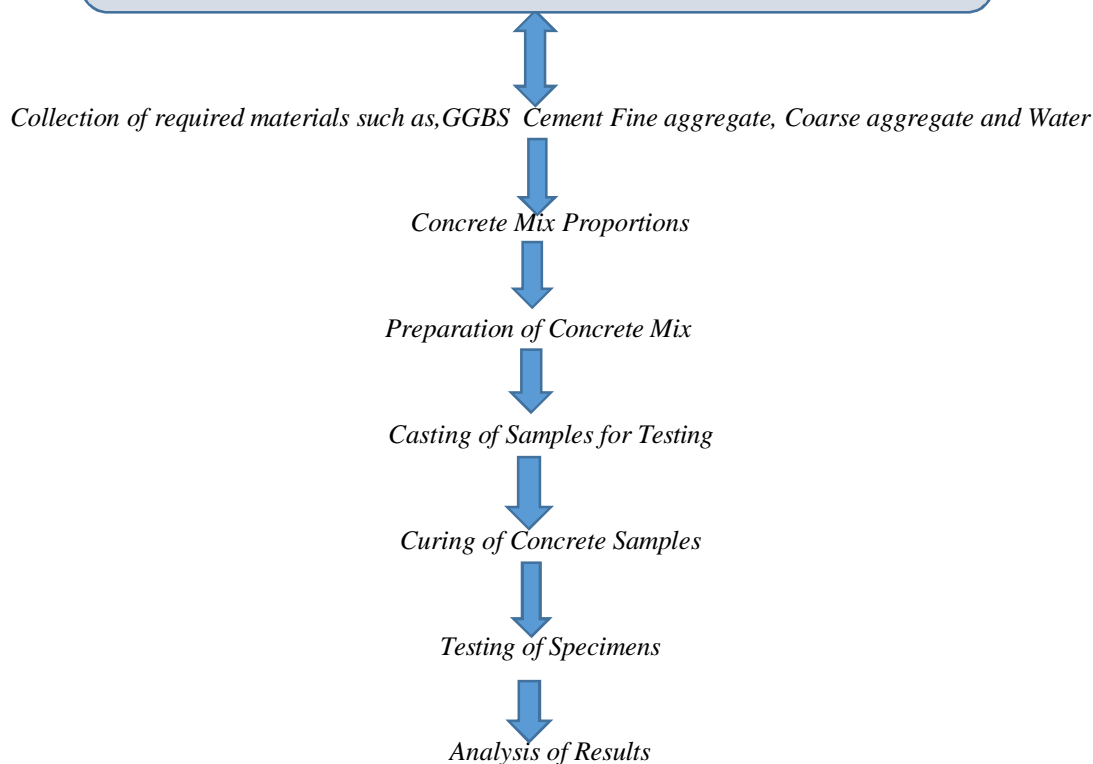 Collection of required materials such as,GGBS  Cement Fine aggregate, Coarse aggregate and Water
Concrete Mix Proportions
Preparation of Concrete Mix
Casting of Samples for Testing
Curing of Concrete Samples
Testing of Specimens
Analysis of Results